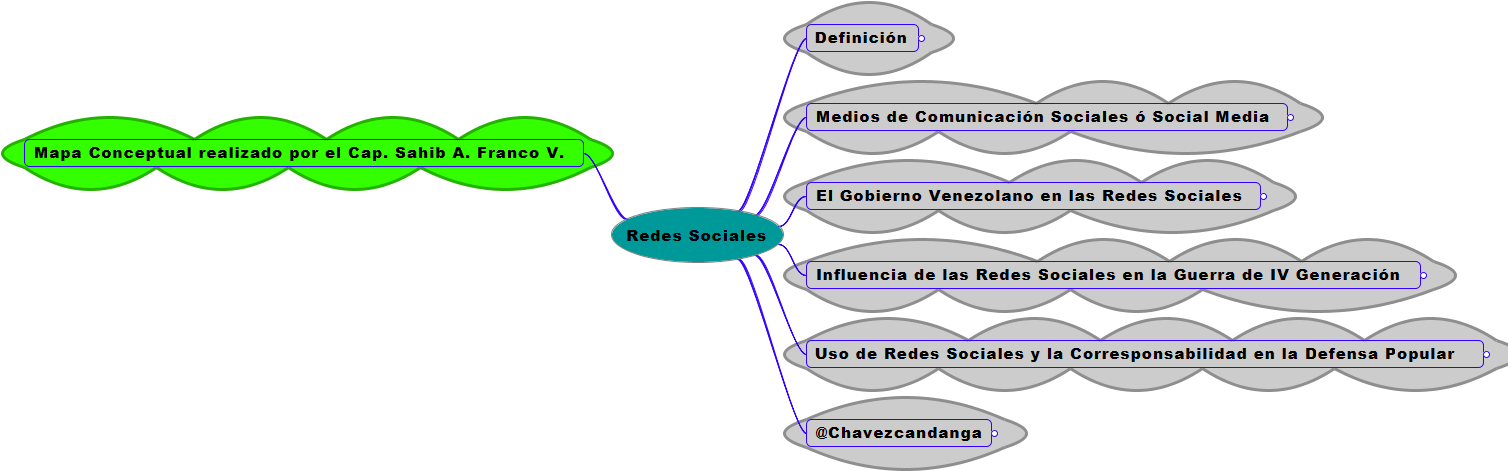 Definición
Medios de Comunicación Sociales ó Social Media
Mapa Conceptual realizado por el Cap. Sahib A. Franco V.
El Gobierno Venezolano en las Redes Sociales
Redes Sociales
Influencia de las Redes Sociales en la Guerra de IV Generación
Uso de Redes Sociales y la Corresponsabilidad en la Defensa Popular
@Chavezcandanga